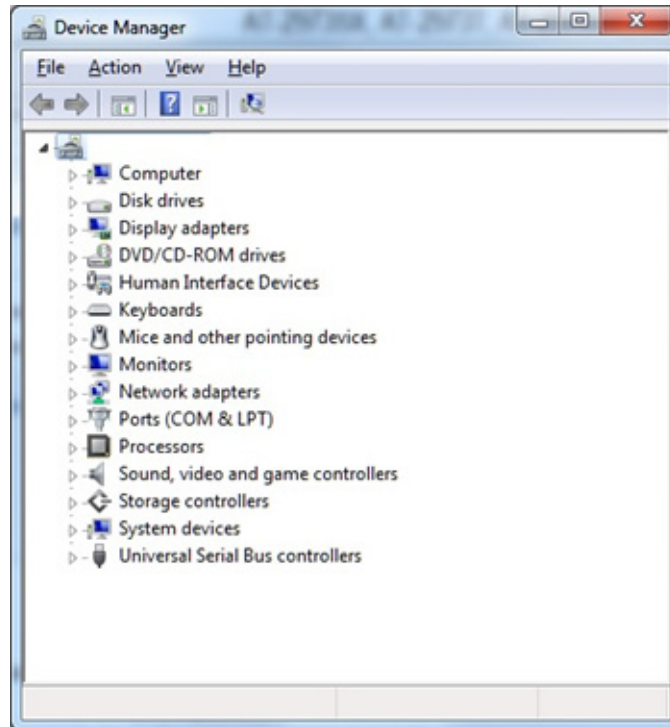 Device Manager
File Action View Help
Computer
Disk drives
Display adapters
DVD/CD-ROM drives
Human Interface Devices
Keyboards
Mice and other pointing devices
Monitors
Network adapters
Ports (COM & LPT)
Processors
Sound, video and game controllers
Storage controllers
System devices
Universal Serial Bus controllers